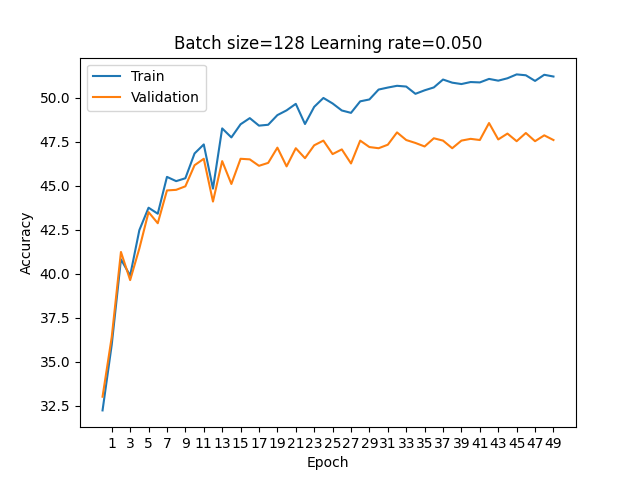 Batch size=128 Learning rate=0.050
Train
Validation
50.0
47.5
45.0
42.5
40.0
37.5
35.0
32.5
Accuracy
1 3 5 7 9 11 13 15 17 19 21 23 25 27 29 31 33 35 37 39 41 43 45 47 49
Epoch